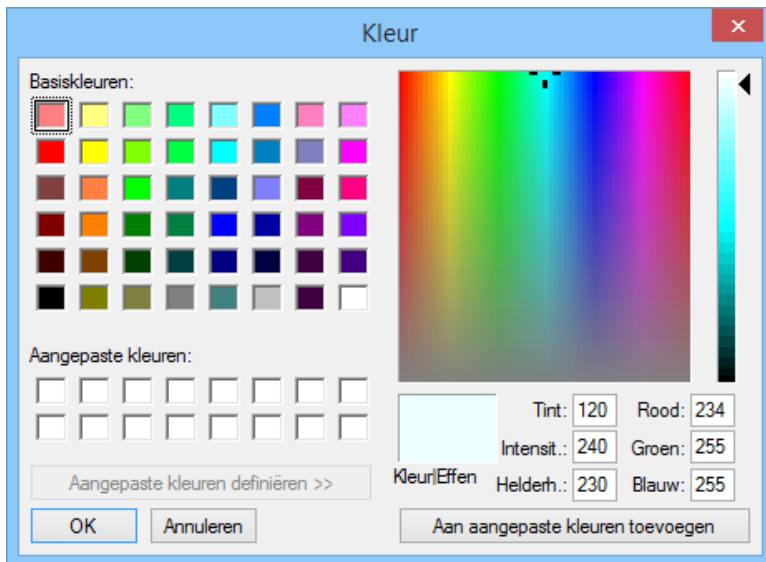 Kleur
Basiskleuren:
Aangepaste kleuren:
Aangepaste kleuren definiëren >>
OK
Annuleren
Kleur|Effen
Tint: 120
Rood: 234
Intensit.: 240
Groen: 255
Helderh.: 230
Blauw: 255
Aan aangepaste kleuren toevoegen